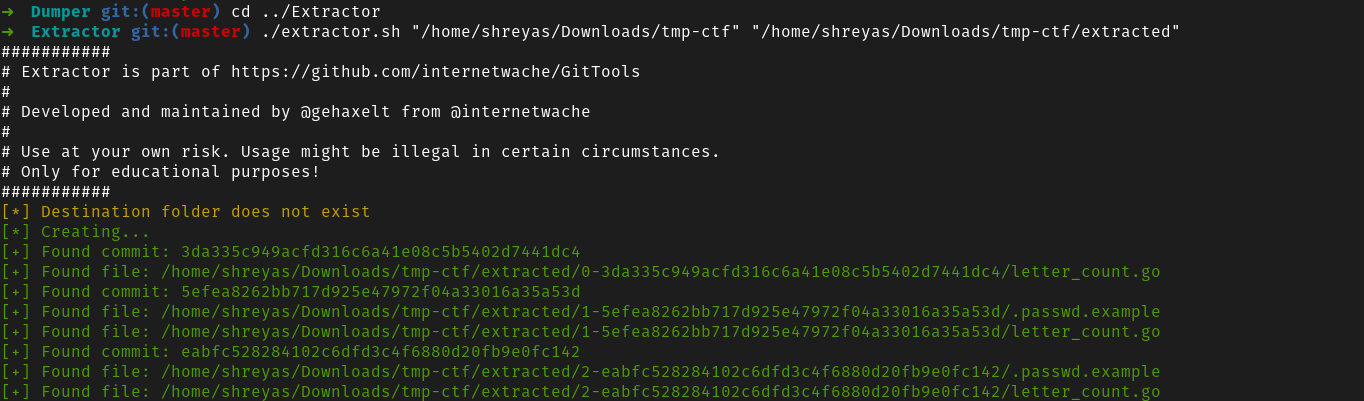 → Dumper git:(master) cd ../Extractor
→ Extractor git:(master) ./extractor.sh "/home/shreyas/Downloads/tmp-ctf" "/home/shreyas/Downloads/tmp-ctf/extracted"
###########
# Extractor is part of https://github.com/internetwache/GitTools
#
# Developed and maintained by @gehaxelt from @internetwache
#
# Use at your own risk. Usage might be illegal in certain circumstances.
# Only for educational purposes!
###########
[*] Destination folder does not exist
[*] Creating...
[+] Found commit: 3da335c949acfd316c6a41e08c5b5402d7441dc4
[+] Found file: /home/shreyas/Downloads/tmp-ctf/extracted/0-3da335c949acfd316c6a41e08c5b5402d7441dc4/letter_count.go
[+] Found commit: 5efea8262bb717d925e47972f04a33016a35a53d
[+] Found file: /home/shreyas/Downloads/tmp-ctf/extracted/1-5efea8262bb717d925e47972f04a33016a35a53d/.passwd.example
[+] Found file: /home/shreyas/Downloads/tmp-ctf/extracted/1-5efea8262bb717d925e47972f04a33016a35a53d/letter_count.go
[+] Found commit: eabfc528284102c6dfd3c4f6880d20fb9e0fc142
[+] Found file: /home/shreyas/Downloads/tmp-ctf/extracted/2-eabfc528284102c6dfd3c4f6880d20fb9e0fc142/.passwd.example
[+] Found file: /home/shreyas/Downloads/tmp-ctf/extracted/2-eabfc528284102c6dfd3c4f6880d20fb9e0fc142/letter_count.go